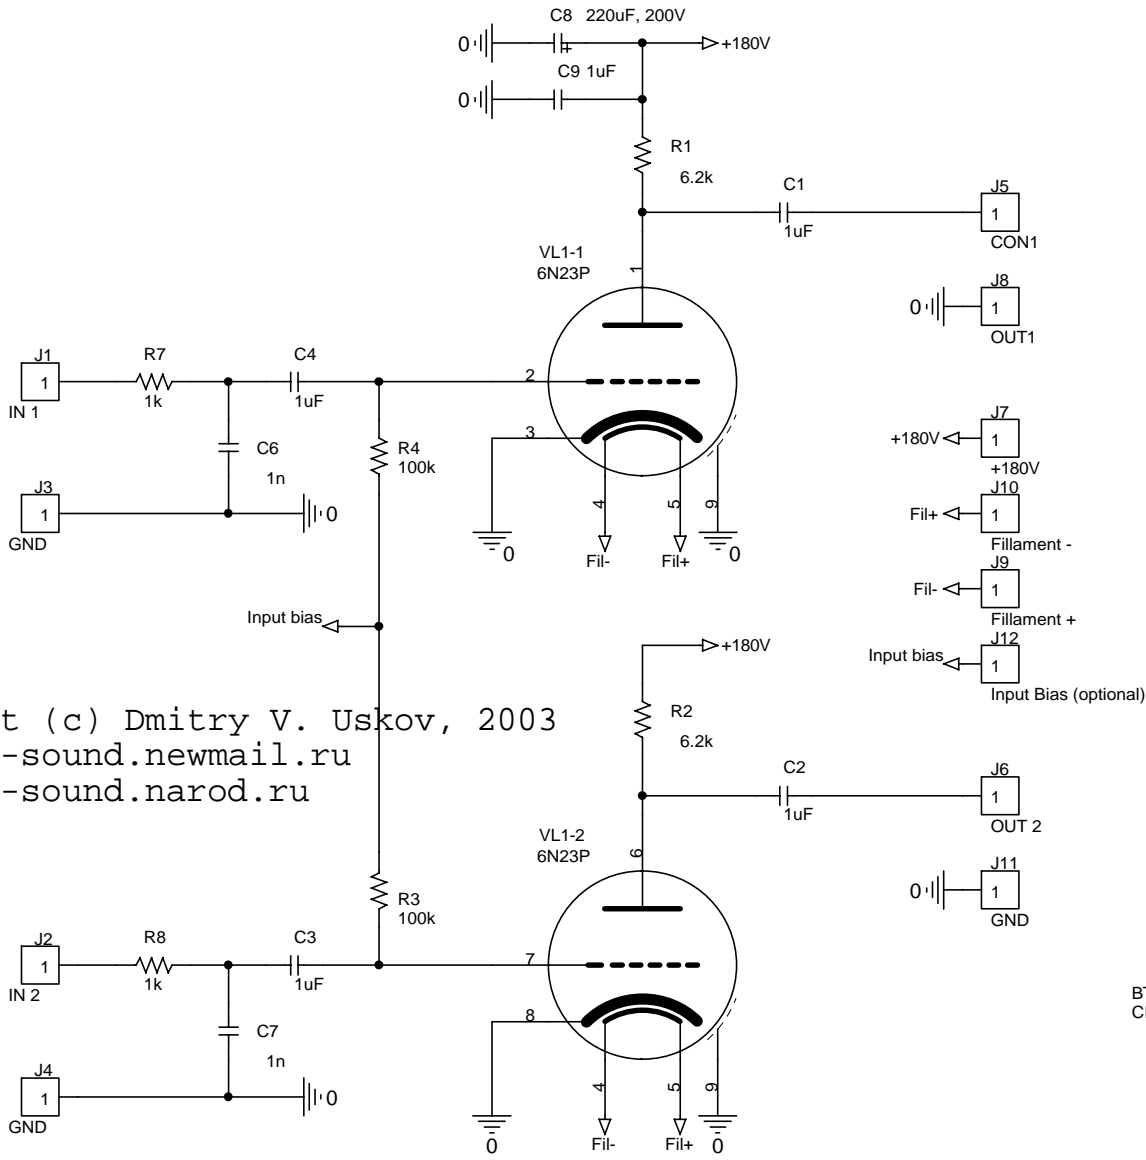 C8 220uF, 200V
0
+180V
C9 1uF
0
R1
6.2k
C1
1uF
J5
1
CON1
VL1-1
6N23P
1
J8
0
1
OUT1
J1
1
IN 1
R7
1k
C4
1uF
2
3
C6
1n
R4
100k
J3
1
GND
0
0
4
5
9
0
Fil-
Fil+
J7
+180V
1
+180V
J10
Fil+
1
Fillament -
J9
Fil-
1
Fillament +
J12
Input bias
1
Input Bias (optional)
Input bias
+180V
R2
6.2k
t (c) Dmitry V. Uskov, 2003
-sound.newmail.ru
-sound.narod.ru
C2
1uF
J6
1
OUT 2
VL1-2
6N23P
6
J11
0
1
GND
R3
100k
J2
1
IN 2
R8
1k
C3
1uF
7
8
C7
1n
J4
1
GND
0
0
4
5
9
0
Fil-
Fil+